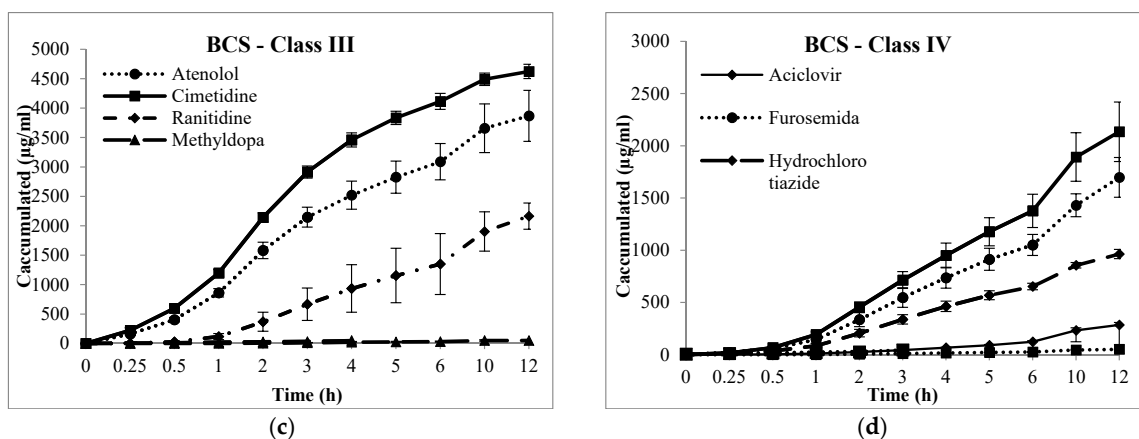 BCS - Class III
5000
4500
4000
3500
3000
2500
2000
1500
1000
500
0
Caccumulated (µg/ml)
Atenolol
Cimetidine
Ranitidine
Methyldopa
0 0.25 0.5 1 2 3 4 5 6 10 12
Time (h)
(c)
BCS - Class IV
3000
2500
2000
1500
1000
500
0
Caccumulated (µg/ml)
Aciclovir
Furosemida
Hydrochloro
tiazide
0 0.25 0.5 1 2 3 4 5 6 10 12
Time (h)
(d)